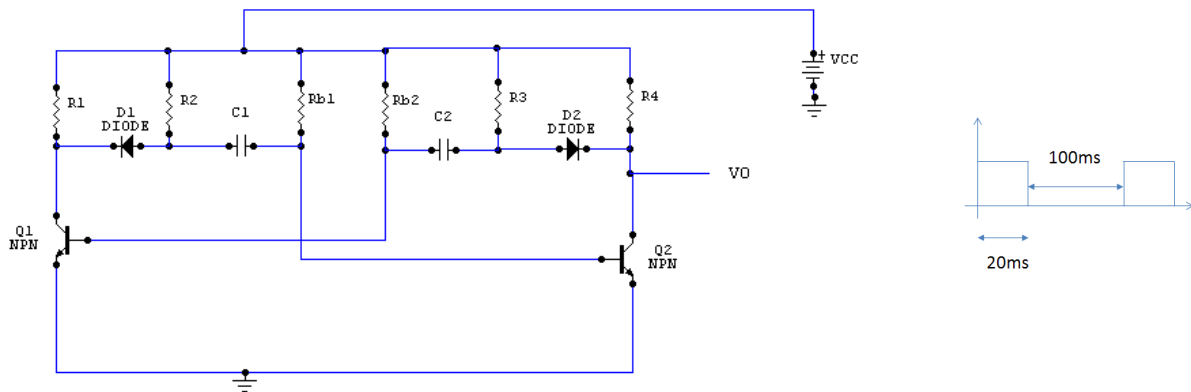 VCC
R1
D1
DIODE
R2
C1
Rb1
Rb2
C2
R3
D2
DIODE
R4
VO
Q1
NPN
Q2
NPN
100ms
20ms